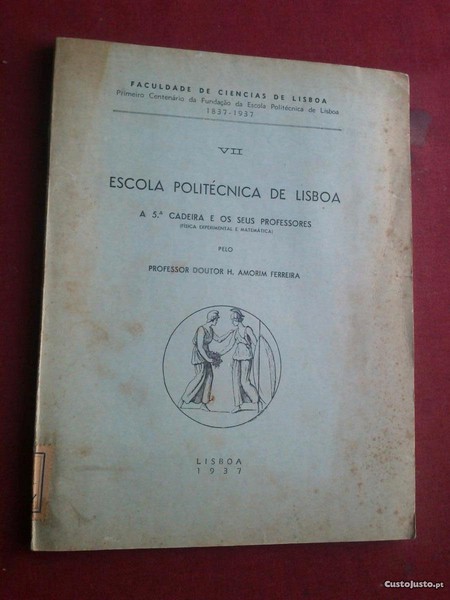 FACULDADE DE CIENCIAS DE LISBOA
Primeiro Centenário da Fundação da Escola Politécnica de Lisboa
1837-1937
VII
ESCOLA POLITÉCNICA DE LISBOA
A 5.ª CADEIRA E OS SEUS PROFESSORES
(FÍSICA EXPERIMENTAL E MATEMÁTICA)
PELO
PROFESSOR DOUTOR H. AMORIM FERREIRA
LISBOA
1937
CustoJusto.pt